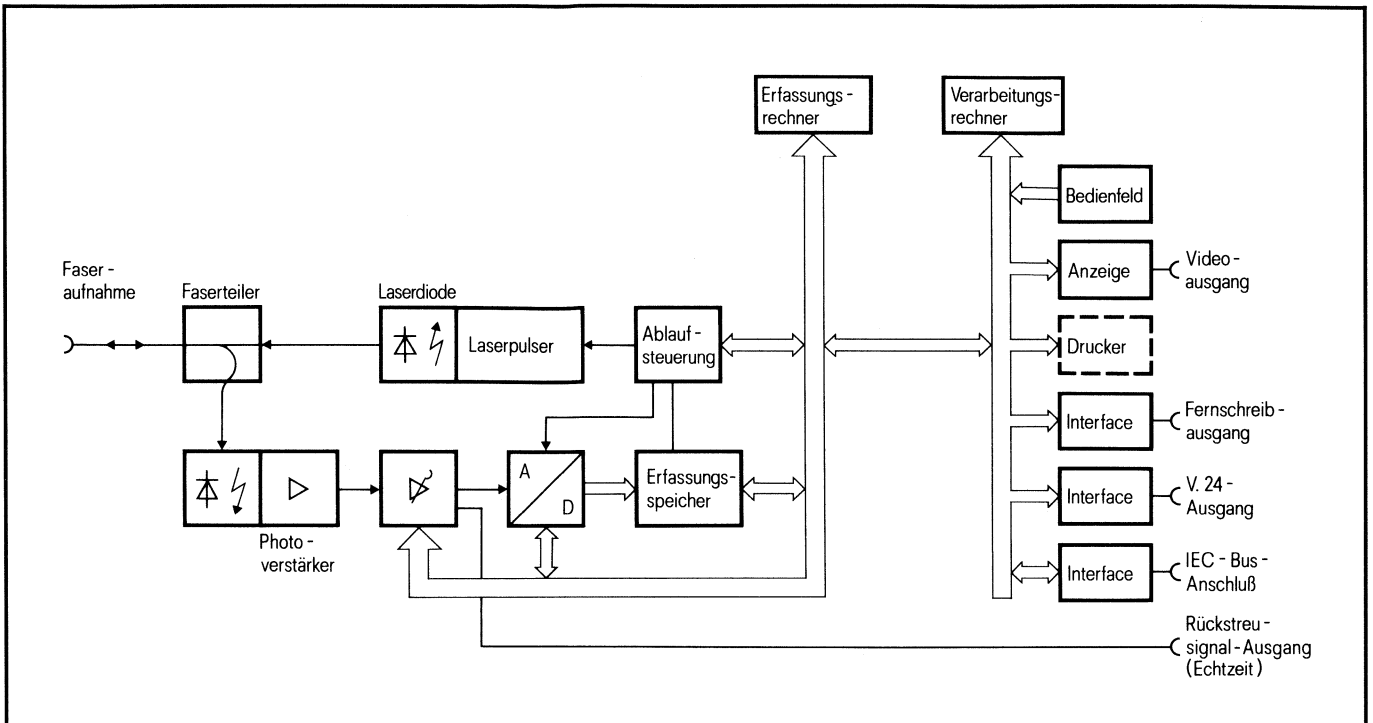 Erfassungs-
rechner
Verarbeitungs-
rechner
Bedienfeld
Anzeige
Video-
ausgang
Drucker
Interface
Fernschreib-
ausgang
Interface
V. 24 -
Ausgang
Interface
IEC - Bus -
Anschluß
Rückstreu-
signal-Ausgang
(Echtzeit)
Faser-
aufnahme
Faserteiler
Laserdiode
Laserpulser
Ablauf-
steuerung
Photo-
verstärker
A
D
Erfassungs-
speicher